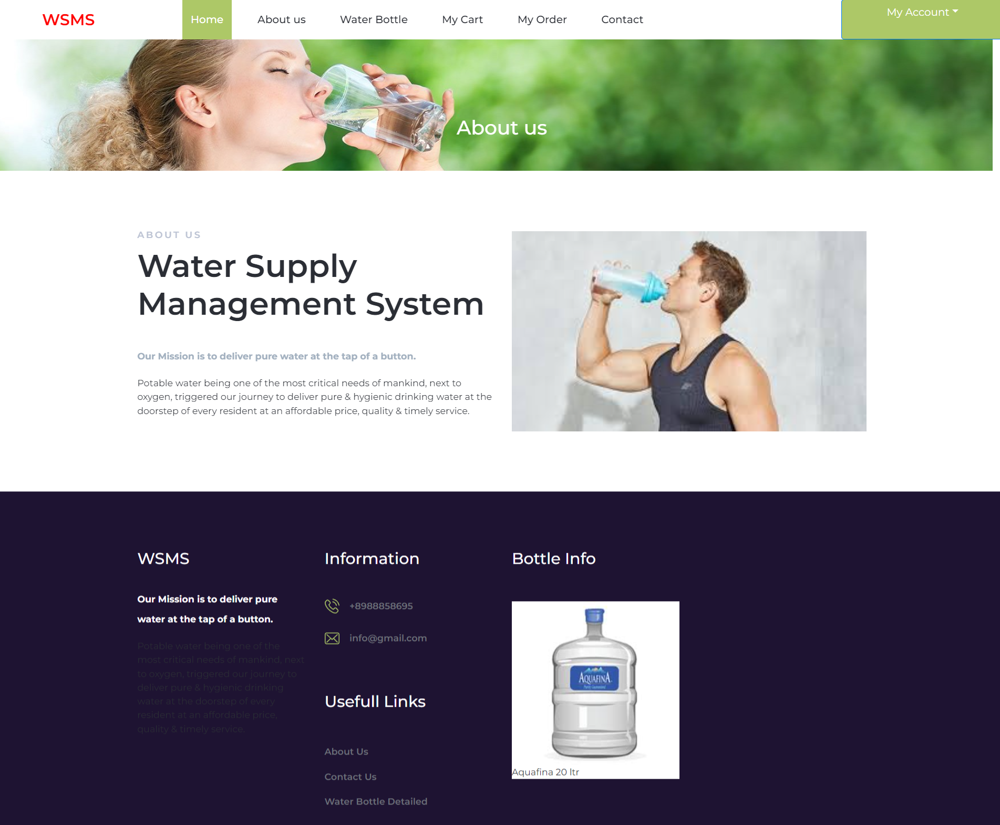 WSMS
Home
About us
Water Bottle
My Cart
My Order
Contact
My Account
About us
ABOUT US
Water Supply
Management System
Our Mission is to deliver pure water at the tap of a button.
Potable water being one of the most critical needs of mankind, next to
oxygen, triggered our journey to deliver pure & hygienic drinking water at the
doorstep of every resident at an affordable price, quality & timely service.
WSMS
Our Mission is to deliver pure
water at the tap of a button.
Potable water being one of the
most critical needs of mankind, next
to oxygen, triggered our journey to
deliver pure & hygienic drinking
water at the doorstep of every
resident at an affordable price,
quality & timely service.
Information
+8988858695
info@gmail.com
Usefull Links
About Us
Contact Us
Water Bottle Detailed
Bottle Info
AQUAFINA
Aquafina 20 ltr